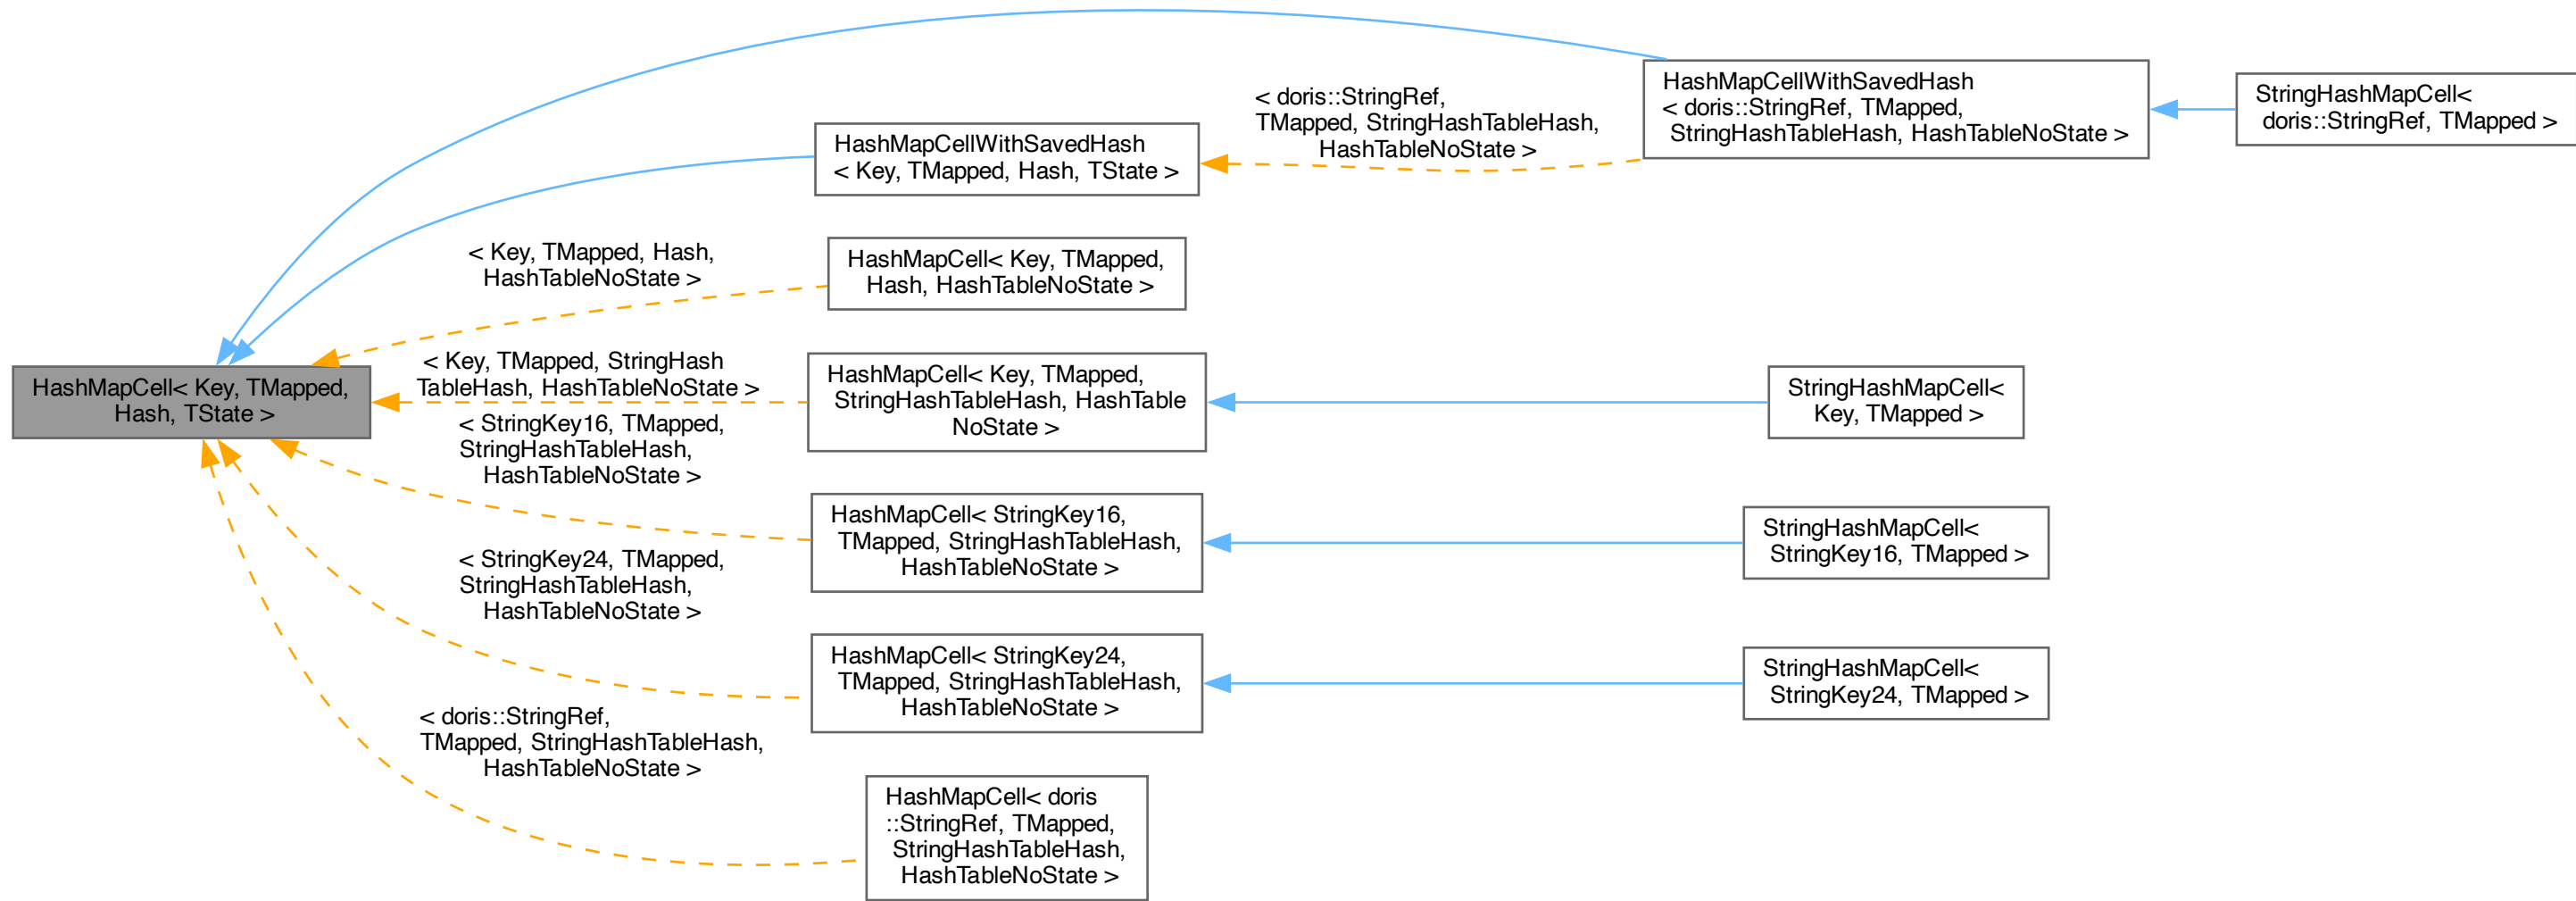 HashMapCell< Key, TMapped,
Hash, TState >
HashMapCellWithSavedHash
< Key, TMapped, Hash, TState >
< doris::StringRef,
TMapped, StringHashTableHash,
HashTableNoState >
HashMapCellWithSavedHash
< doris::StringRef, TMapped,
StringHashTableHash, HashTableNoState >
StringHashMapCell<
doris::StringRef, TMapped >
< Key, TMapped, Hash,
HashTableNoState >
HashMapCell< Key, TMapped,
Hash, HashTableNoState >
< Key, TMapped, StringHash
TableHash, HashTableNoState >
HashMapCell< Key, TMapped,
StringHashTableHash, HashTable
NoState >
StringHashMapCell<
Key, TMapped >
< StringKey16, TMapped,
StringHashTableHash,
HashTableNoState >
HashMapCell< StringKey16,
TMapped, StringHashTableHash,
HashTableNoState >
StringHashMapCell<
StringKey16, TMapped >
< StringKey24, TMapped,
StringHashTableHash,
HashTableNoState >
HashMapCell< StringKey24,
TMapped, StringHashTableHash,
HashTableNoState >
StringHashMapCell<
StringKey24, TMapped >
< doris::StringRef,
TMapped, StringHashTableHash,
HashTableNoState >
HashMapCell< doris
::StringRef, TMapped,
StringHashTableHash,
HashTableNoState >